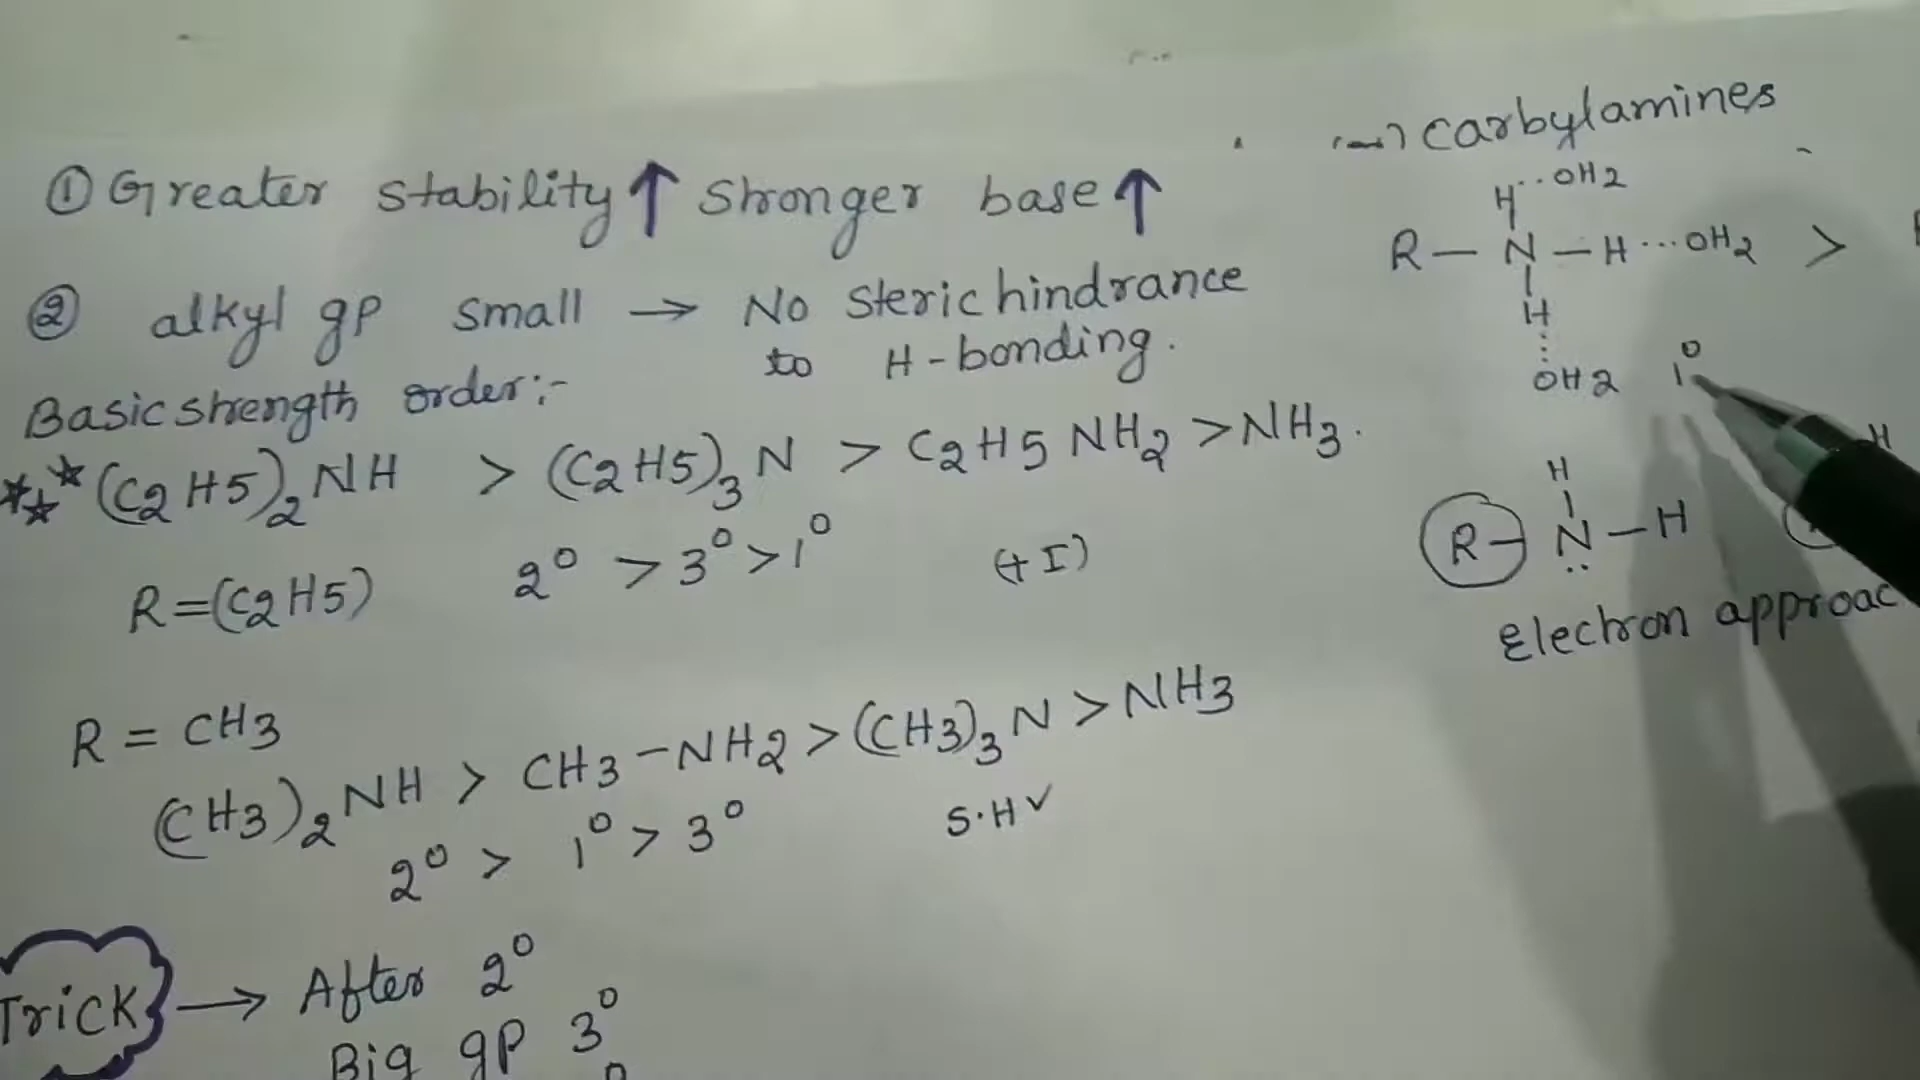 ① Greater stability ↑ Stronger base ↑
② alkyl gp small → No Steric hindrance
to H-bonding.
Basic strength order:-
(C2H5)2NH > (C2H5)3N > C2H5NH2 > NH3.
R=(C2H5) 2° > 3° > 1° (+I)
R = CH3
(CH3)2NH > CH3-NH2 > (CH3)3N > NH3
2° > 1° > 3° S.H ✓
Trick → After 2°
Big gp 3°
Carbylamines
H...OH2
R-N-H...OH2 >
H
OH2 1°
H
R-N-H
Electron approac